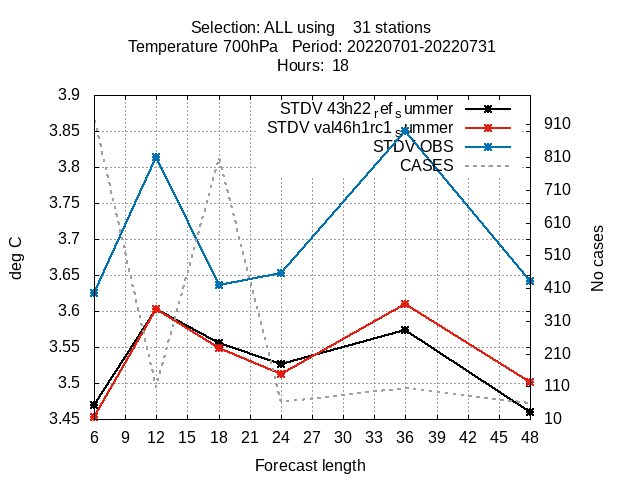 Selection: ALL using    31 stations
Temperature 700hPa   Period: 20220701-20220731
Hours:  18
STDV 43h22_ref_summer
STDV val46h1rc1_summer
STDV OBS
CASES
3.9
3.85
3.8
3.75
3.7
3.65
3.6
3.55
3.5
3.45
deg C
910
810
710
610
510
410
310
210
110
10
No cases
6 9 12 15 18 21 24 27 30 33 36 39 42 45 48
Forecast length